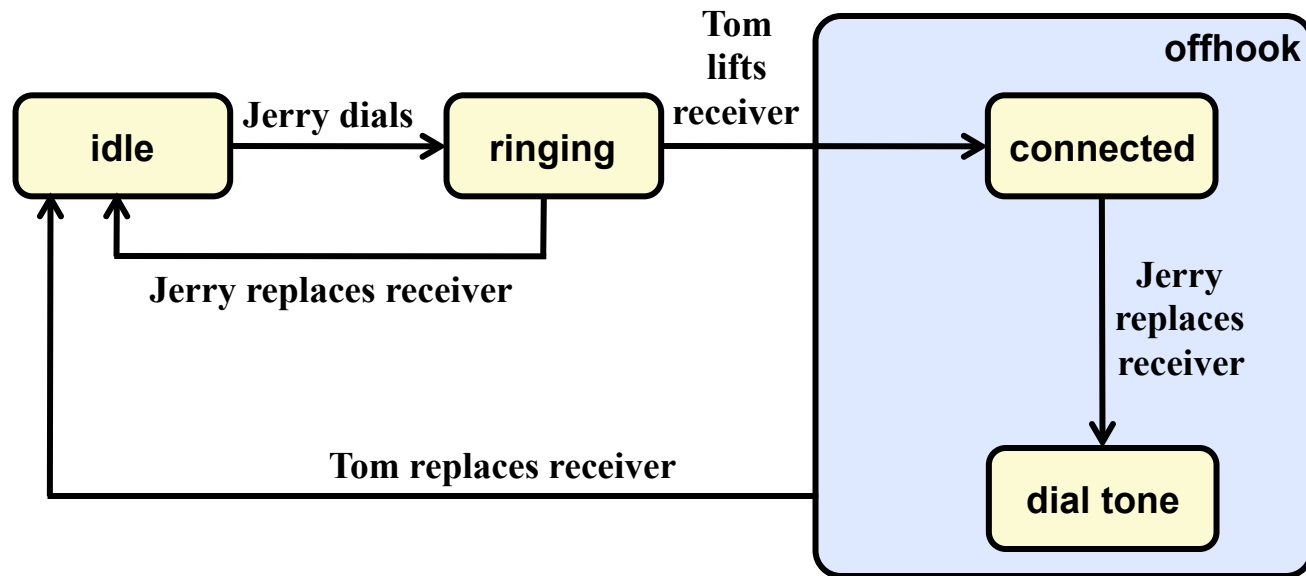 Tom
lifts
receiver
offhook
idle
Jerry dials
ringing
connected
Jerry replaces receiver
Jerry
replaces
receiver
Tom replaces receiver
dial tone